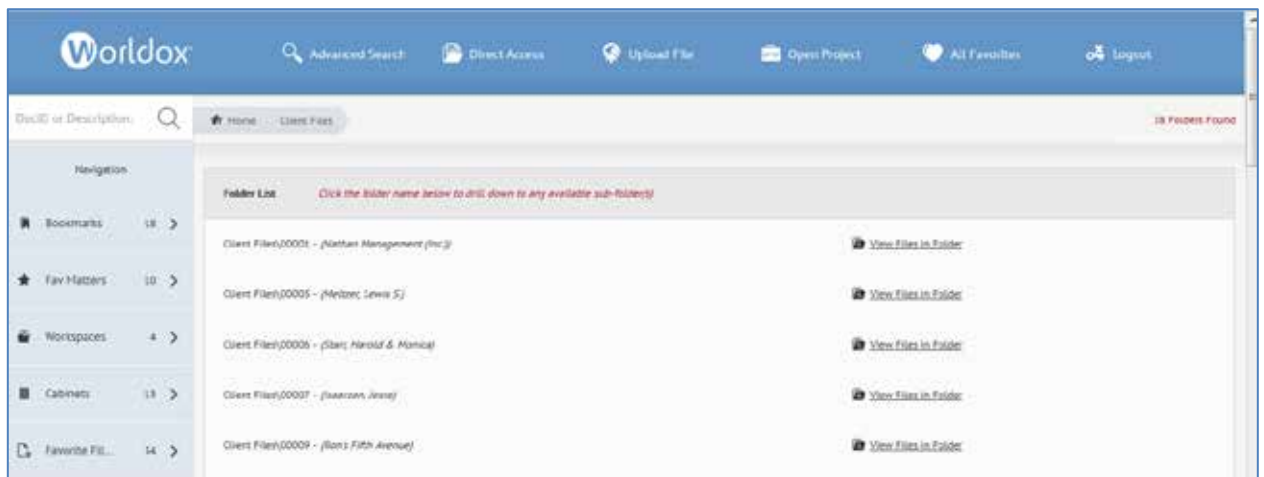 Worldox
Advanced Search
Direct Access
Upload File
Open Project
All Favorites
Logout
DocID or Description.
Home
Client Files
Folders Found
Navigation
Folder List
Click the folder name below to drill down to any available sub-folder(s)
Bookmarks
Client Files\00001 - (Nathan Management (Inc.))
View Files in Folder
Fav Matters 10
Client Files\00005 - (Meltzer, Lewis S.)
View Files in Folder
Workspaces 4
Client Files\00006 - (Starr, Harold & Monica)
View Files in Folder
Cabinets 13
Client Files\00007 - (Isaacson, Jesse)
View Files in Folder
Favorite Fil... 14
Client Files\00009 - (Ron's Fifth Avenue)
View Files in Folder